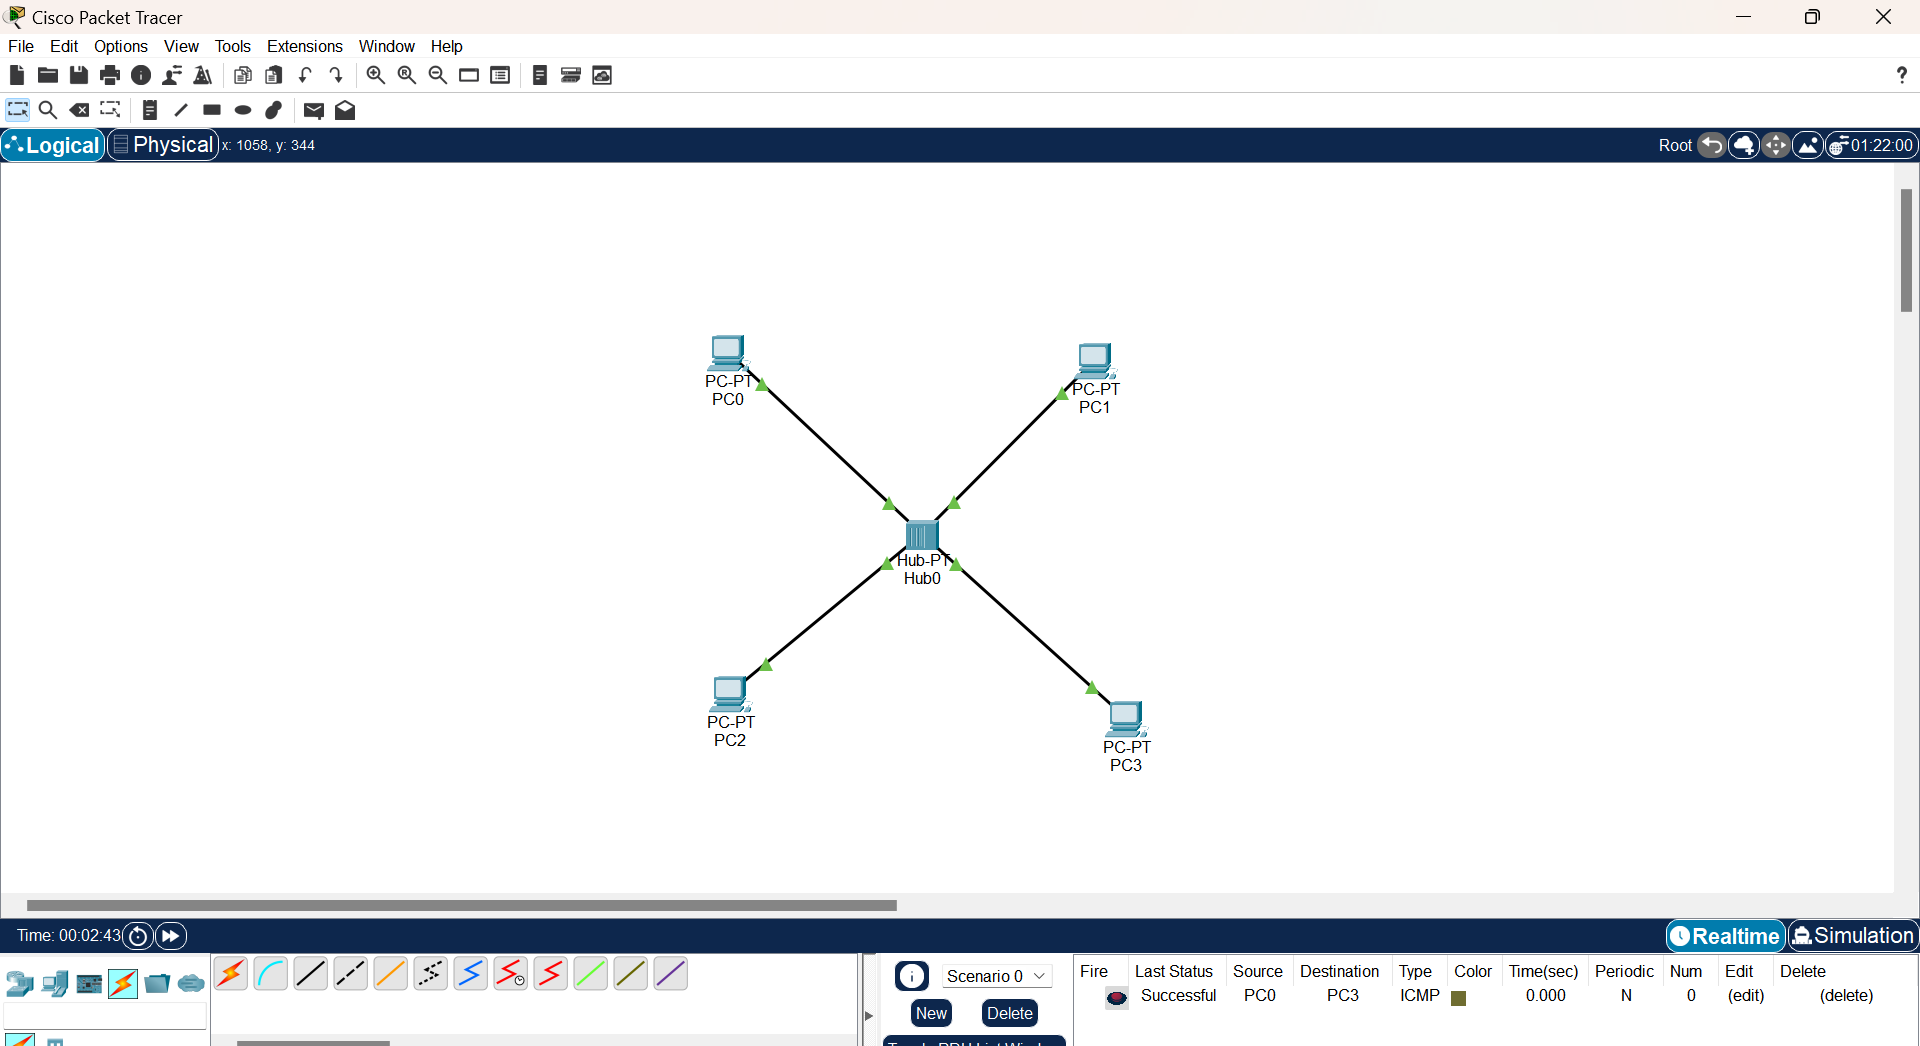 Cisco Packet Tracer
File Edit Options View Tools Extensions Window Help
?
Logical Physical x: 1058, y: 344 Root 01:22:00
PC-PT
PC0
PC-PT
PC1
Hub-PT
Hub0
PC-PT
PC2
PC-PT
PC3
Time: 00:02:43 Realtime Simulation
Scenario 0
New Delete
Fire Last Status Source Destination Type Color Time(sec) Periodic Num Edit Delete
Successful PC0 PC3 ICMP 0.000 N 0 (edit) (delete)